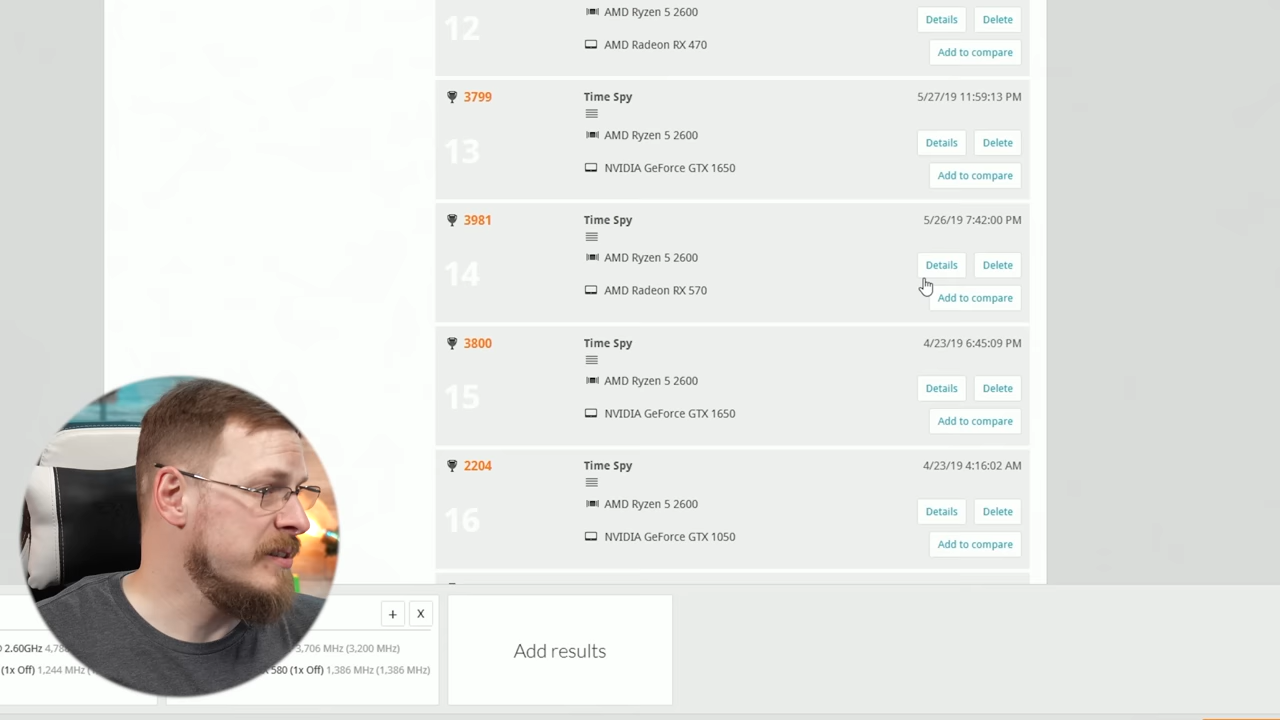 12
AMD Ryzen 5 2600
Details Delete
AMD Radeon RX 470
Add to compare
3799 Time Spy 5/27/19 11:59:13 PM
13
AMD Ryzen 5 2600
Details Delete
NVIDIA GeForce GTX 1650
Add to compare
3981 Time Spy 5/26/19 7:42:00 PM
14
AMD Ryzen 5 2600
Details Delete
AMD Radeon RX 570
Add to compare
3800 Time Spy 4/23/19 6:45:09 PM
15
AMD Ryzen 5 2600
Details Delete
NVIDIA GeForce GTX 1650
Add to compare
2204 Time Spy 4/23/19 4:16:02 AM
16
AMD Ryzen 5 2600
Details Delete
NVIDIA GeForce GTX 1050
Add to compare
+ X
2.60GHz 3,706 MHz (3,200 MHz)
(1x Off) 1,244 MHz 580 (1x Off) 1,386 MHz (1,386 MHz)
Add results